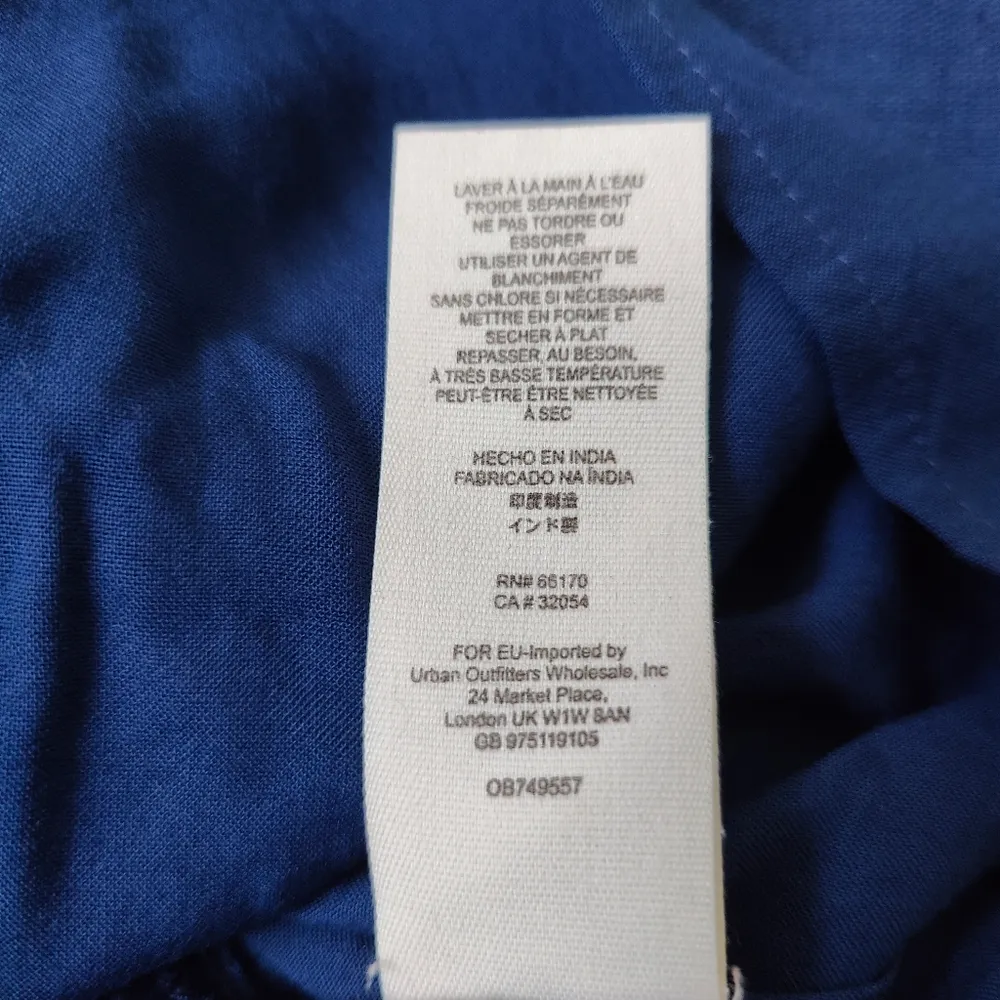 LAVER À LA MAIN À L'EAU
FROIDE SÉPARÉMENT
NE PAS TORDRE OU
ESSORER
UTILISER UN AGENT DE
BLANCHIMENT
SANS CHLORE SI NÉCESSAIRE
METTRE EN FORME ET
SECHER À PLAT
REPASSER, AU BESOIN,
À TRÉS BASSE TEMPÉRATURE
PEUT-ÊTRE ÊTRE NETTOYÉE
À SEC
HECHO EN INDIA
FABRICADO NA ÍNDIA
印度制造
インド製
RN# 66170
CA # 32054
FOR EU-Imported by
Urban Outfitters Wholesale, Inc
24 Market Place,
London UK W1W 8AN
GB 975119105
OB749557